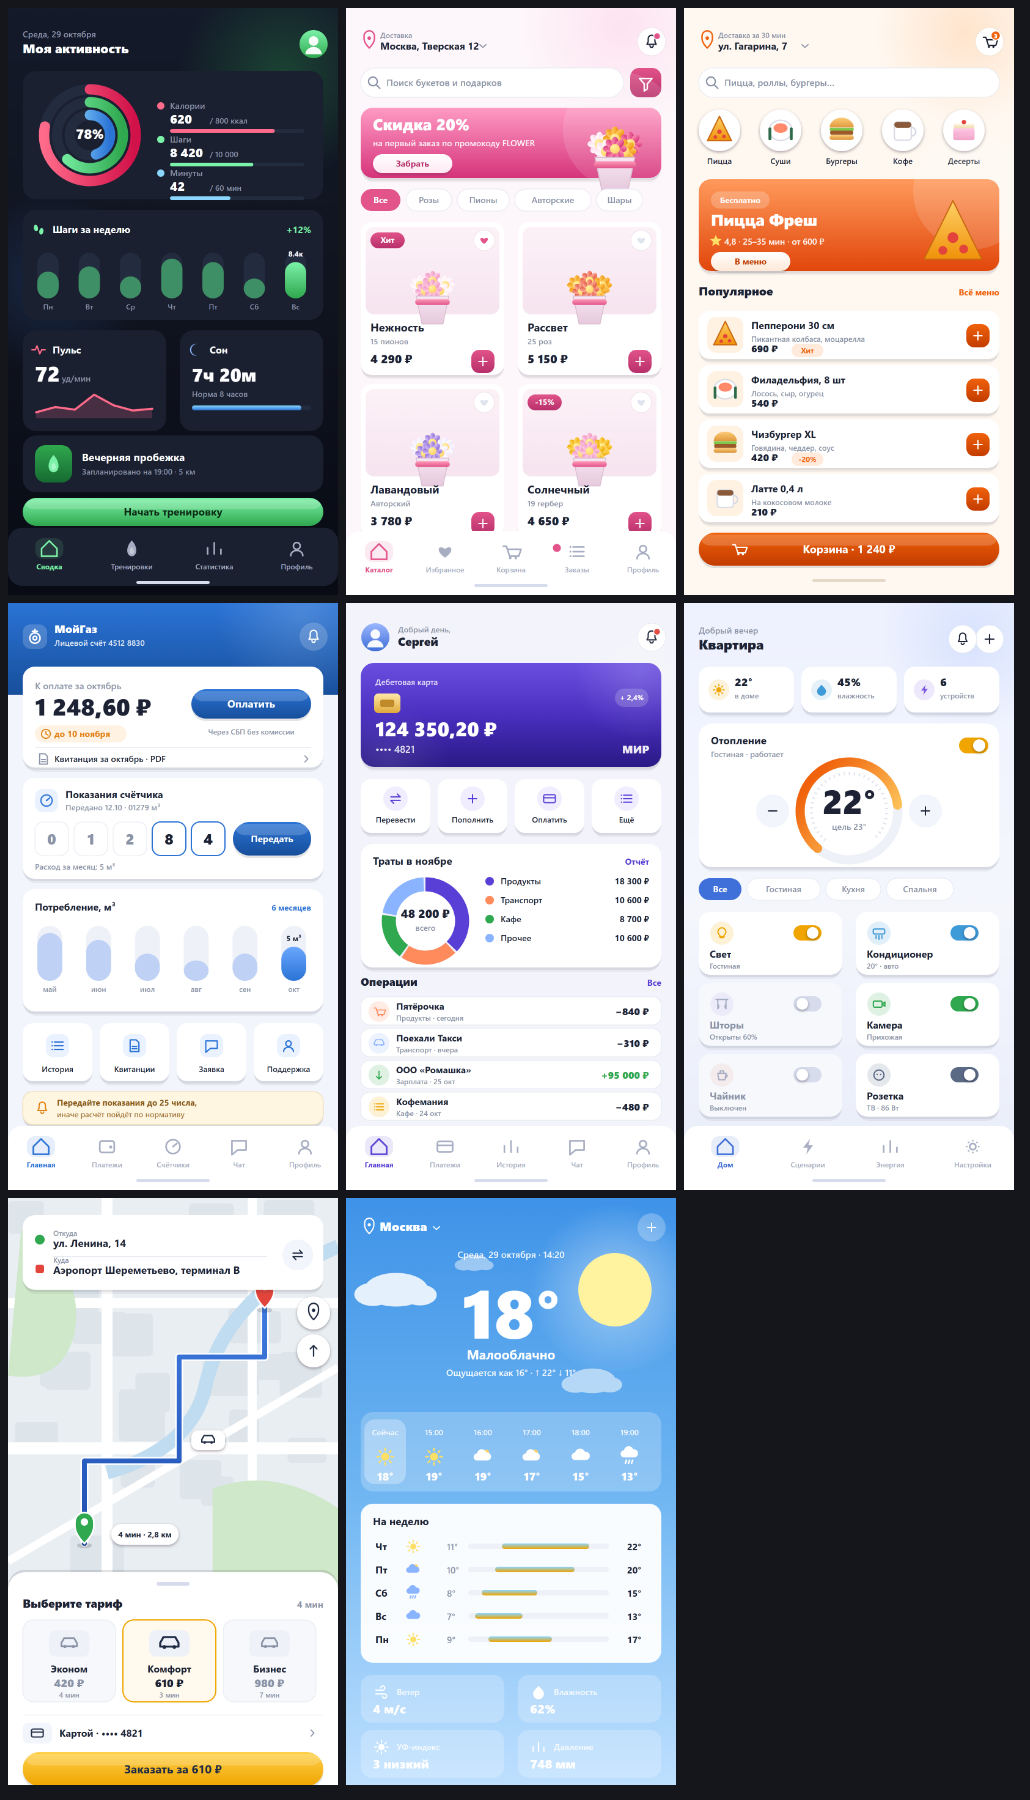 Среда, 29 октября
Моя активность
78%
Калории
620 / 800 ккал
Шаги
8 420 / 10 000
Минуты
42 / 60 мин
Шаги за неделю +12%
8.4к
Пн Вт Ср Чт Пт Сб Вс
Пульс
72 уд/мин
Сон
7ч 20м
Норма 8 часов
Вечерняя пробежка
Запланировано на 19:00 · 5 км
Начать тренировку
Сводка Тренировки Статистика Профиль
Доставка
Москва, Тверская 12
Поиск букетов и подарков
Скидка 20%
на первый заказ по промокоду FLOWER
Забрать
Все Розы Пионы Авторские Шары
Хит
Нежность
15 пионов
4 290 ₽
Рассвет
25 роз
5 150 ₽
-15%
Лавандовый
Авторский
3 780 ₽
Солнечный
19 гербер
4 650 ₽
Каталог Избранное Корзина Заказы Профиль
Доставка за 30 мин
ул. Гагарина, 7
3
Пицца, роллы, бургеры...
Пицца Суши Бургеры Кофе Десерты
Бесплатно
Пицца Фреш
4,8 · 25–35 мин · от 600 ₽
В меню
Популярное Всё меню
Пепперони 30 см
Пикантная колбаса, моцарелла
690 ₽ Хит
Филадельфия, 8 шт
Лосось, сыр, огурец
540 ₽
Чизбургер XL
Говядина, чеддер, соус
420 ₽ -20%
Латте 0,4 л
На кокосовом молоке
210 ₽
Корзина · 1 240 ₽
МойГаз
Лицевой счёт 4512 8830
К оплате за октябрь
1 248,60 ₽
Оплатить
до 10 ноября
Через СБП без комиссии
Квитанция за октябрь · PDF
Показания счётчика
Передано 12.10 · 01279 м³
0 1 2 8 4 Передать
Расход за месяц: 5 м³
Потребление, м³ 6 месяцев
5 м³
май июн июл авг сен окт
История Квитанции Заявка Поддержка
Передайте показания до 25 числа,
иначе расчёт пойдёт по нормативу
Главная Платежи Счётчики Чат Профиль
Добрый день,
Сергей
Дебетовая карта
+ 2,4%
124 350,20 ₽
•••• 4821 МИР
Перевести Пополнить Оплатить Ещё
Траты в ноябре Отчёт
48 200 ₽
всего
Продукты 18 300 ₽
Транспорт 10 600 ₽
Кафе 8 700 ₽
Прочее 10 600 ₽
Операции Все
Пятёрочка
Продукты · сегодня
−840 ₽
Поехали Такси
Транспорт · вчера
−310 ₽
ООО «Ромашка»
Зарплата · 25 окт
+95 000 ₽
Кофемания
Кафе · 24 окт
−480 ₽
Главная Платежи История Чат Профиль
Добрый вечер
Квартира
22°
в доме
45%
влажность
6
устройств
Отопление
Гостиная · работает
22°
цель 23°
Все Гостиная Кухня Спальня
Свет
Гостиная
Кондиционер
20° · авто
Шторы
Открыты 60%
Камера
Прихожая
Чайник
Выключен
Розетка
ТВ · 86 Вт
Дом Сценарии Энергия Настройки
Откуда
ул. Ленина, 14
Куда
Аэропорт Шереметьево, терминал B
4 мин · 2,8 км
Выберите тариф 4 мин
Эконом
420 ₽
4 мин
Комфорт
610 ₽
3 мин
Бизнес
980 ₽
7 мин
Картой · •••• 4821
Заказать за 610 ₽
Москва
Среда, 29 октября · 14:20
18°
Малооблачно
Ощущается как 16° · ↑ 22° ↓ 11°
Сейчас 15:00 16:00 17:00 18:00 19:00
18° 19° 19° 17° 15° 13°
На неделю
Чт 11° 22°
Пт 10° 20°
Сб 8° 15°
Вс 7° 13°
Пн 9° 17°
Ветер
4 м/с
Влажность
62%
УФ-индекс
3 низкий
Давление
748 мм